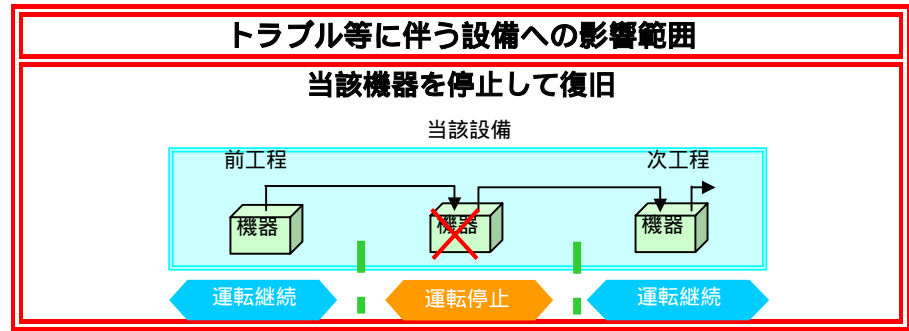 トラブル等に伴う設備への影響範囲
当該機器を停止して復旧
当該設備
前工程
次工程
機器
機器
機器
運転継続
運転停止
運転継続